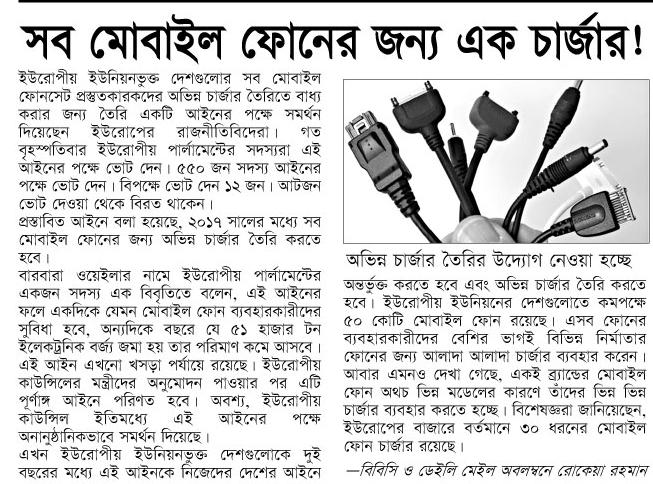 সব মোবাইল ফোনের জন্য এক চার্জার!
ইউরোপীয় ইউনিয়নভুক্ত দেশগুলোর সব মোবাইল
ফোনসেট প্রস্তুতকারকদের অভিন্ন চার্জার তৈরিতে বাধ্য
করার জন্য তৈরি একটি আইনের পক্ষে সমর্থন
দিয়েছেন ইউরোপের রাজনীতিবিদেরা। গত
বৃহস্পতিবার ইউরোপীয় পার্লামেন্টের সদস্যরা এই
আইনের পক্ষে ভোট দেন। ৫৫০ জন সদস্য আইনের
পক্ষে ভোট দেন। বিপক্ষে ভোট দেন ১২ জন। আটজন
ভোট দেওয়া থেকে বিরত থাকেন।
প্রস্তাবিত আইনে বলা হয়েছে, ২০১৭ সালের মধ্যে সব
মোবাইল ফোনের জন্য অভিন্ন চার্জার তৈরি করতে
হবে।
বারবারা ওয়েইলার নামে ইউরোপীয় পার্লামেন্টের
একজন সদস্য এক বিবৃতিতে বলেন, এই আইনের
ফলে একদিকে যেমন মোবাইল ফোন ব্যবহারকারীদের
সুবিধা হবে, অন্যদিকে বছরে যে ৫১ হাজার টন
ইলেকট্রনিক বর্জ্য জমা হয় তার পরিমাণ কমে আসবে।
এই আইন এখনো খসড়া পর্যায়ে রয়েছে। ইউরোপীয়
কাউন্সিলের মন্ত্রীদের অনুমোদন পাওয়ার পর এটি
পূর্ণাঙ্গ আইনে পরিণত হবে। অবশ্য, ইউরোপীয়
কাউন্সিল ইতিমধ্যে এই আইনের পক্ষে
অনানুষ্ঠানিকভাবে সমর্থন দিয়েছে।
এখন ইউরোপীয় ইউনিয়নভুক্ত দেশগুলোকে দুই
বছরের মধ্যে এই আইনকে নিজেদের দেশের আইনে
অভিন্ন চার্জার তৈরির উদ্যোগ নেওয়া হচ্ছে
অন্তর্ভুক্ত করতে হবে এবং অভিন্ন চার্জার তৈরি করতে
হবে। ইউরোপীয় ইউনিয়নের দেশগুলোতে কমপক্ষে
৫০ কোটি মোবাইল ফোন রয়েছে। এসব ফোনের
ব্যবহারকারীদের বেশির ভাগই বিভিন্ন নির্মাতার
ফোনের জন্য আলাদা আলাদা চার্জার ব্যবহার করেন।
আবার এমনও দেখা গেছে, একই ব্র্যান্ডের মোবাইল
ফোন অথচ ভিন্ন মডেলের কারণে তাঁদের ভিন্ন ভিন্ন
চার্জার ব্যবহার করতে হচ্ছে। বিশেষজ্ঞরা জানিয়েছেন,
ইউরোপের বাজারে বর্তমানে ৩০ ধরনের মোবাইল
ফোন চার্জার রয়েছে।
—বিবিসি ও ডেইলি মেইল অবলম্বনে রোকেয়া রহমান